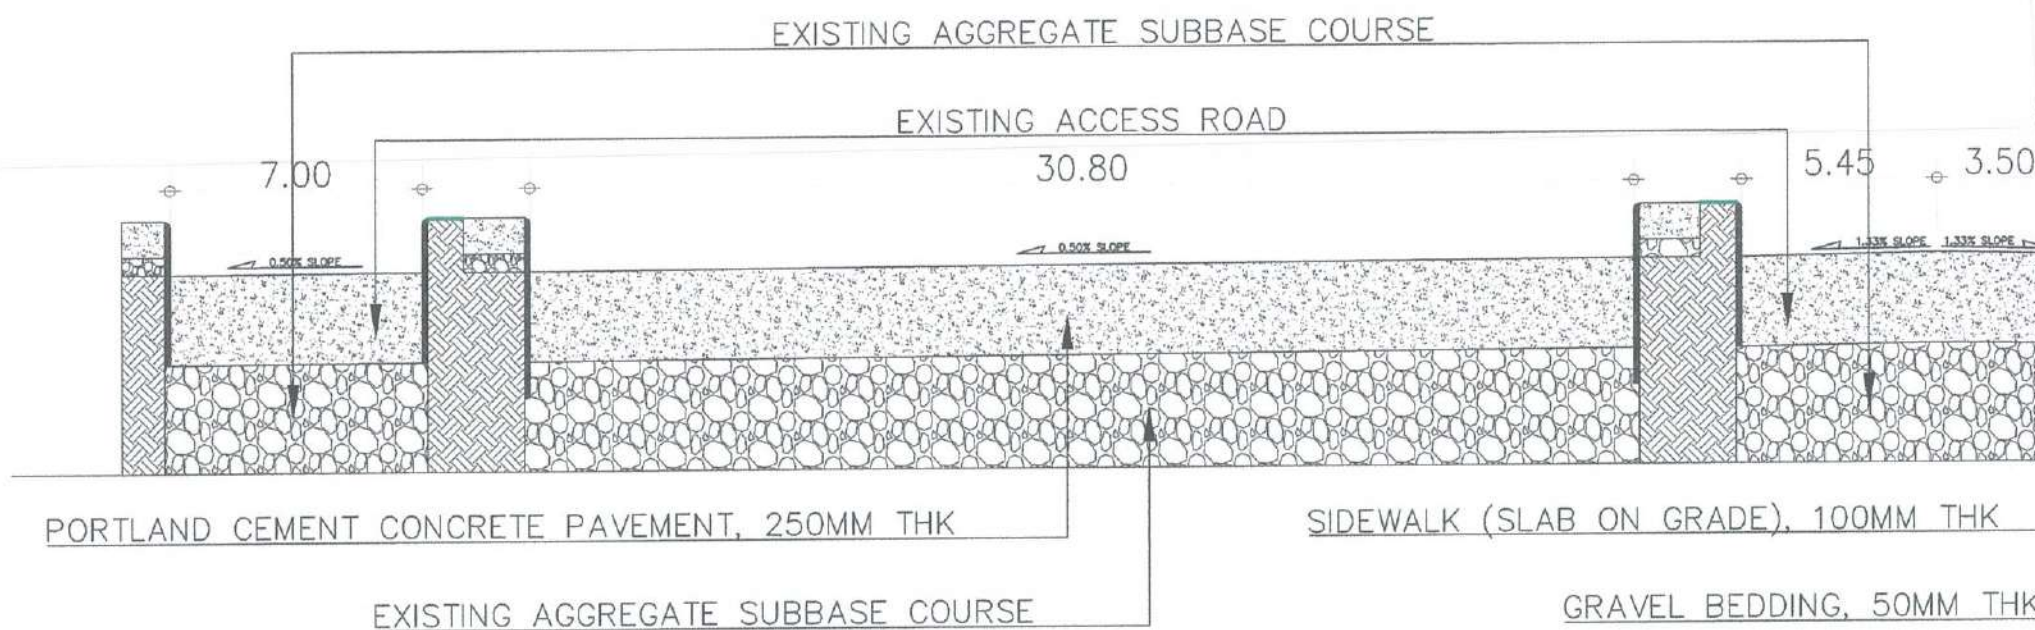 EXISTING AGGREGATE SUBBASE COURSE
EXISTING ACCESS ROAD
7.00 30.80 5.45 3.50
0.50% SLOPE 0.50% SLOPE 1.33% SLOPE 1.33% SLOPE
PORTLAND CEMENT CONCRETE PAVEMENT, 250MM THK
SIDEWALK (SLAB ON GRADE), 100MM THK
EXISTING AGGREGATE SUBBASE COURSE
GRAVEL BEDDING, 50MM THK